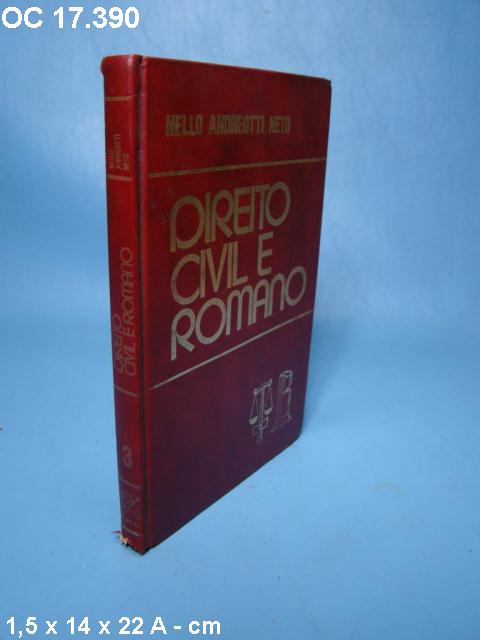 OC 17.390
NELLO ANDREOTTI NETO
DIREITO
CIVIL E
ROMANO
NELLO
ANDREOTTI
NETO
DIREITO
CIVIL E ROMANO
3
1,5 x 14 x 22 A - cm